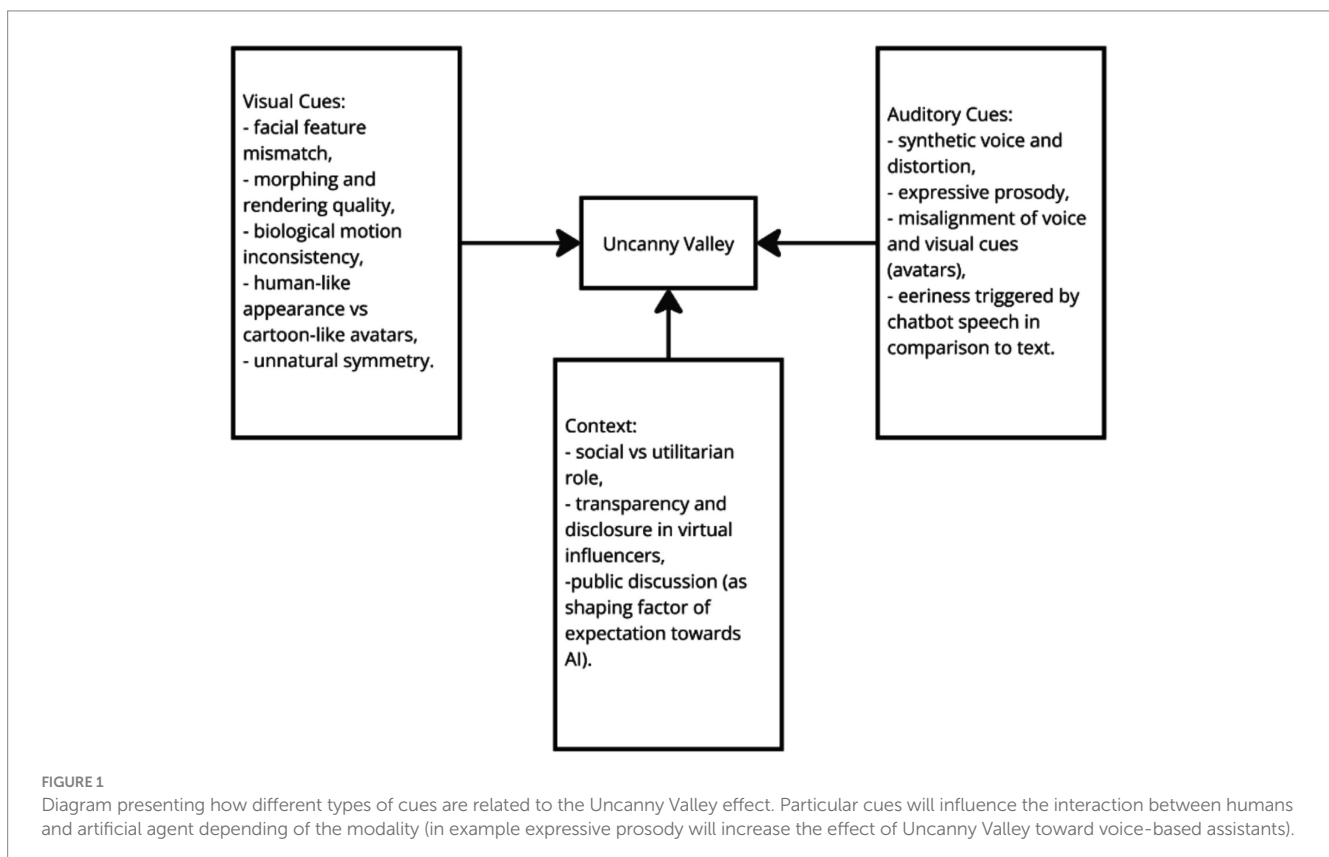 Visual Cues:
- facial feature
mismatch,
- morphing and
rendering quality,
- biological motion
inconsistency,
- human-like
appearance vs
cartoon-like avatars,
- unnatural symmetry.
Uncanny Valley
Auditory Cues:
- synthetic voice and
distortion,
- expressive prosody,
- misalignment of voice
and visual cues
(avatars),
- eeriness triggered by
chatbot speech in
comparison to text.
Context:
- social vs utilitarian
role,
- transparency and
disclosure in virtual
influencers,
-public discussion (as
shaping factor of
expectation towards
AI).
FIGURE 1
Diagram presenting how different types of cues are related to the Uncanny Valley effect. Particular cues will influence the interaction between humans
and artificial agent depending of the modality (in example expressive prosody will increase the effect of Uncanny Valley toward voice-based assistants).